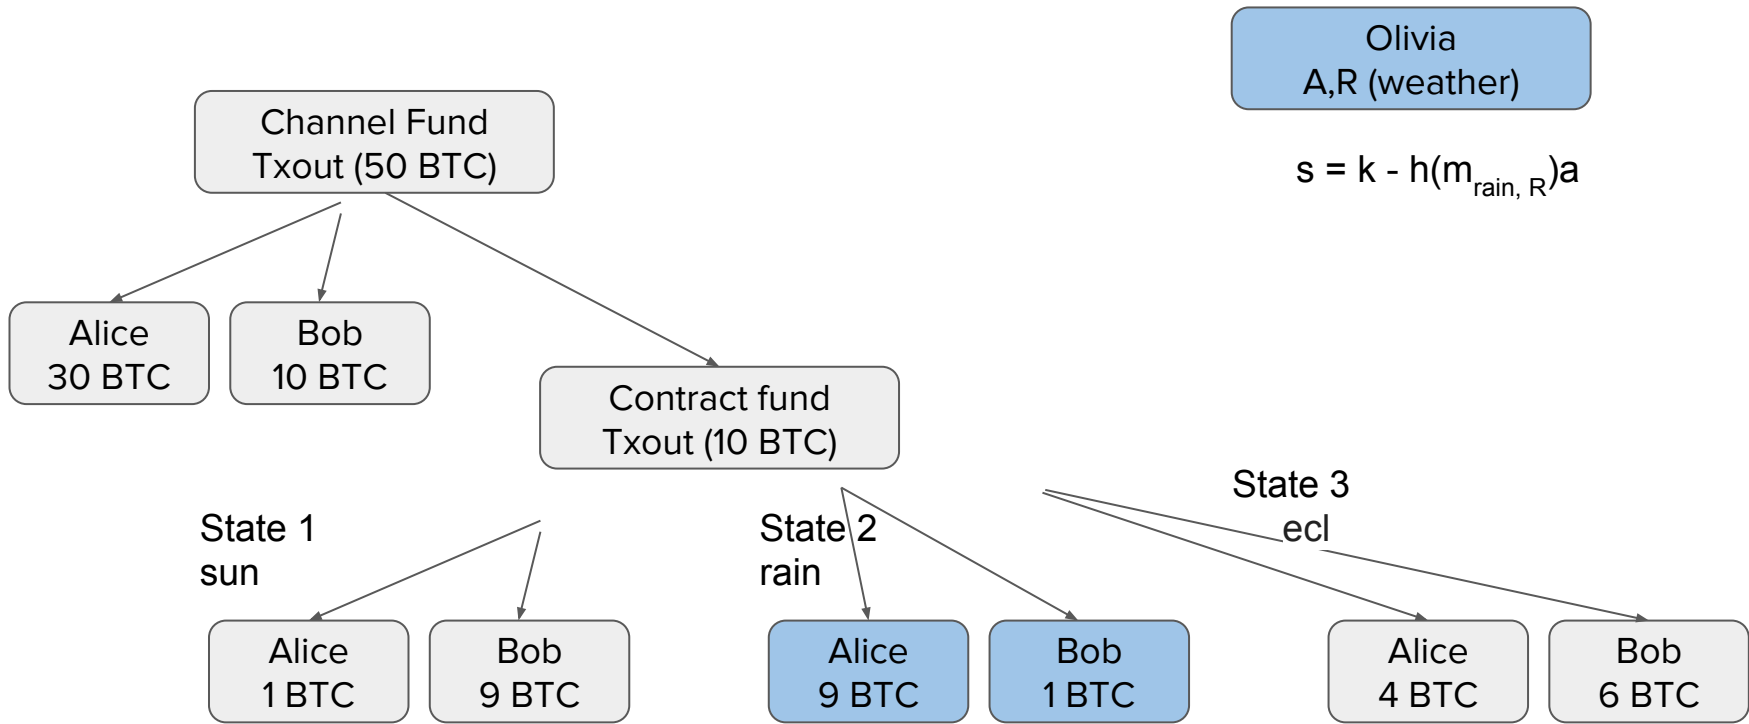 Olivia
A,R (weather)
s = k - h(m_rain, R)a
Channel Fund
Txout (50 BTC)
Alice
30 BTC
Bob
10 BTC
Contract fund
Txout (10 BTC)
State 1
sun
State 2
rain
State 3
ecl
Alice
1 BTC
Bob
9 BTC
Alice
9 BTC
Bob
1 BTC
Alice
4 BTC
Bob
6 BTC